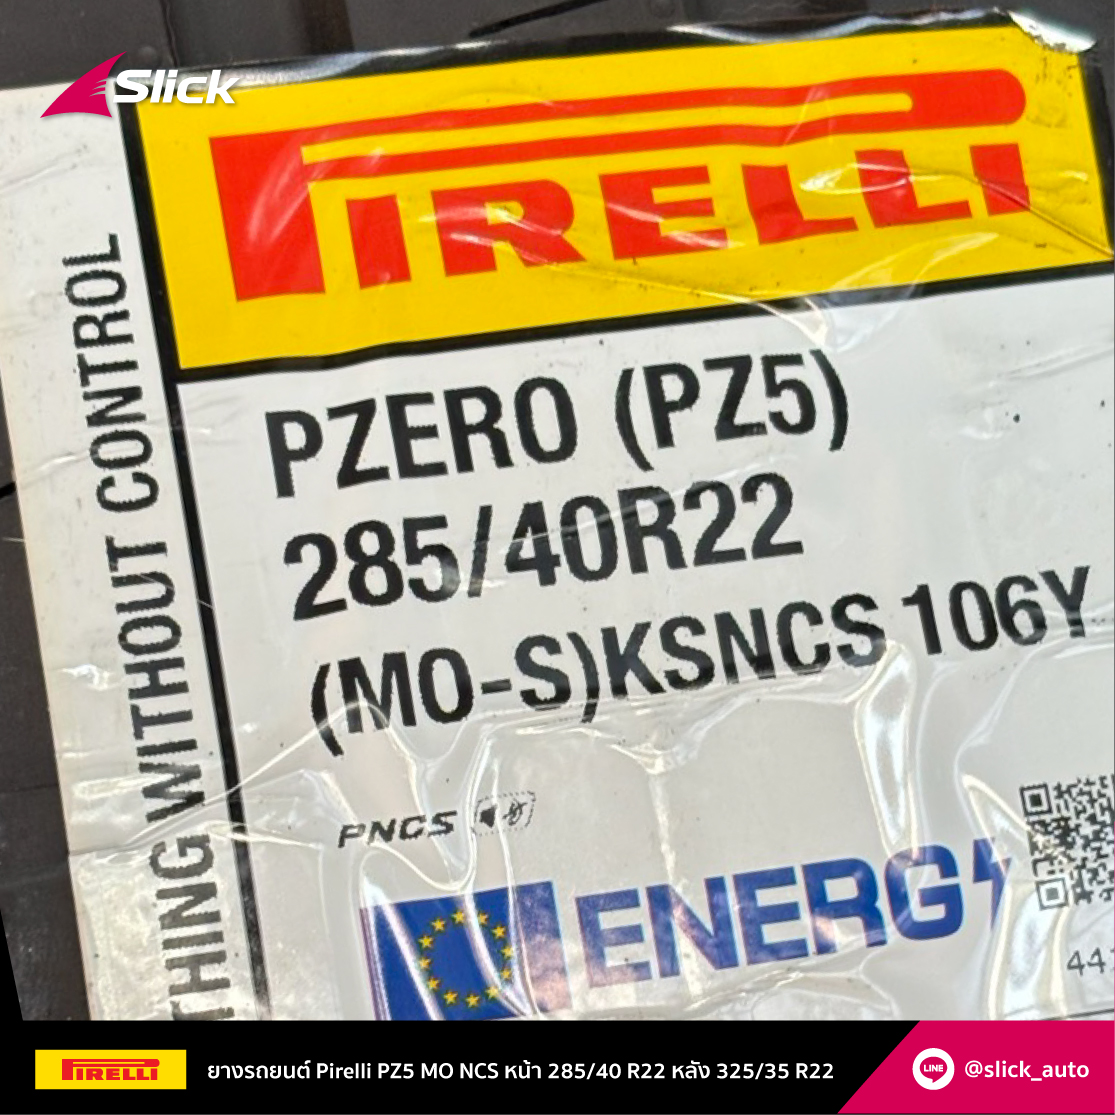 Slick
PIRELLI
PZERO (PZ5)
285/40R22
(MO-S)KSNCS 106Y
PNCS
ENERG
44
THING WITHOUT CONTROL
PIRELLI
ยางรถยนต์ Pirelli PZ5 MO NCS หน้า 285/40 R22 หลัง 325/35 R22
LINE
@slick_auto